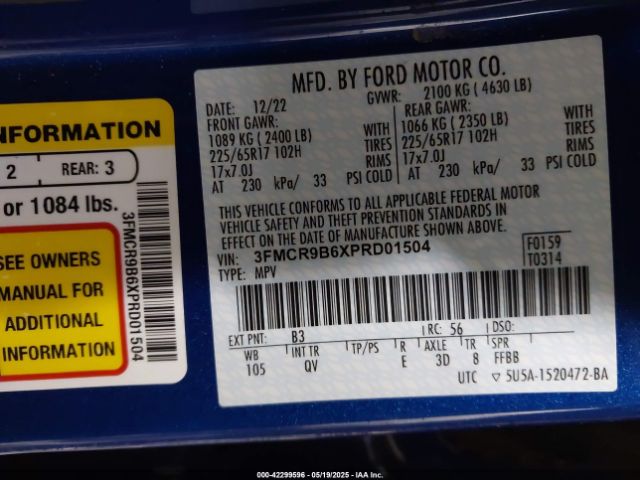 INFORMATION
2 REAR: 3
or 1084 lbs.
SEE OWNERS
MANUAL FOR
ADDITIONAL
INFORMATION
3FMCR9B6XPRD01504
MFD. BY FORD MOTOR CO.
DATE: 12/22 GVWR: 2100 KG ( 4630 LB)
FRONT GAWR: REAR GAWR:
1089 KG ( 2400 LB) WITH 1066 KG ( 2350 LB) WITH
225/65R17 102H TIRES 225/65R17 102H TIRES
17x7.0J RIMS 17x7.0J RIMS
AT 230 kPa/ 33 PSI COLD AT 230 kPa/ 33 PSI COLD
THIS VEHICLE CONFORMS TO ALL APPLICABLE FEDERAL MOTOR
VEHICLE SAFETY AND THEFT PREVENTION STANDARDS IN
EFFECT ON THE DATE OF MANUFACTURE SHOWN ABOVE.
VIN: 3FMCR9B6XPRD01504 F0159
TYPE: MPV T0314
EXT PNT: B3 RC: 56 DSO:
WB INT TR TP/PS R AXLE TR SPR
105 QV E 3D 8 FFBB
UTC ▽ 5U5A-1520472-BA
000-42299596 - 05/19/2025 - IAAI Inc.